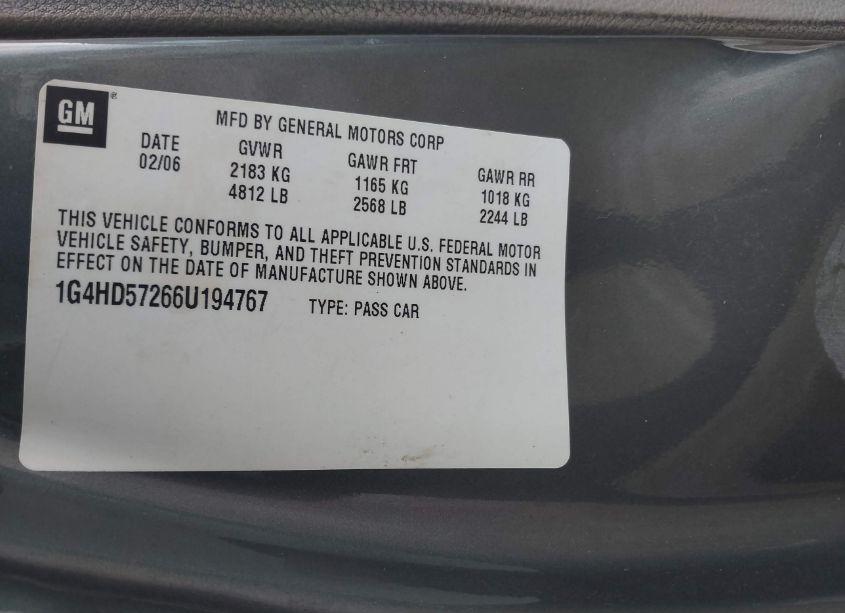 GM ®
MFD BY GENERAL MOTORS CORP
DATE GVWR GAWR FRT GAWR RR
02/06 2183 KG 1165 KG 1018 KG
4812 LB 2568 LB 2244 LB
THIS VEHICLE CONFORMS TO ALL APPLICABLE U.S. FEDERAL MOTOR
VEHICLE SAFETY, BUMPER, AND THEFT PREVENTION STANDARDS IN
EFFECT ON THE DATE OF MANUFACTURE SHOWN ABOVE.
1G4HD57266U194767 TYPE: PASS CAR